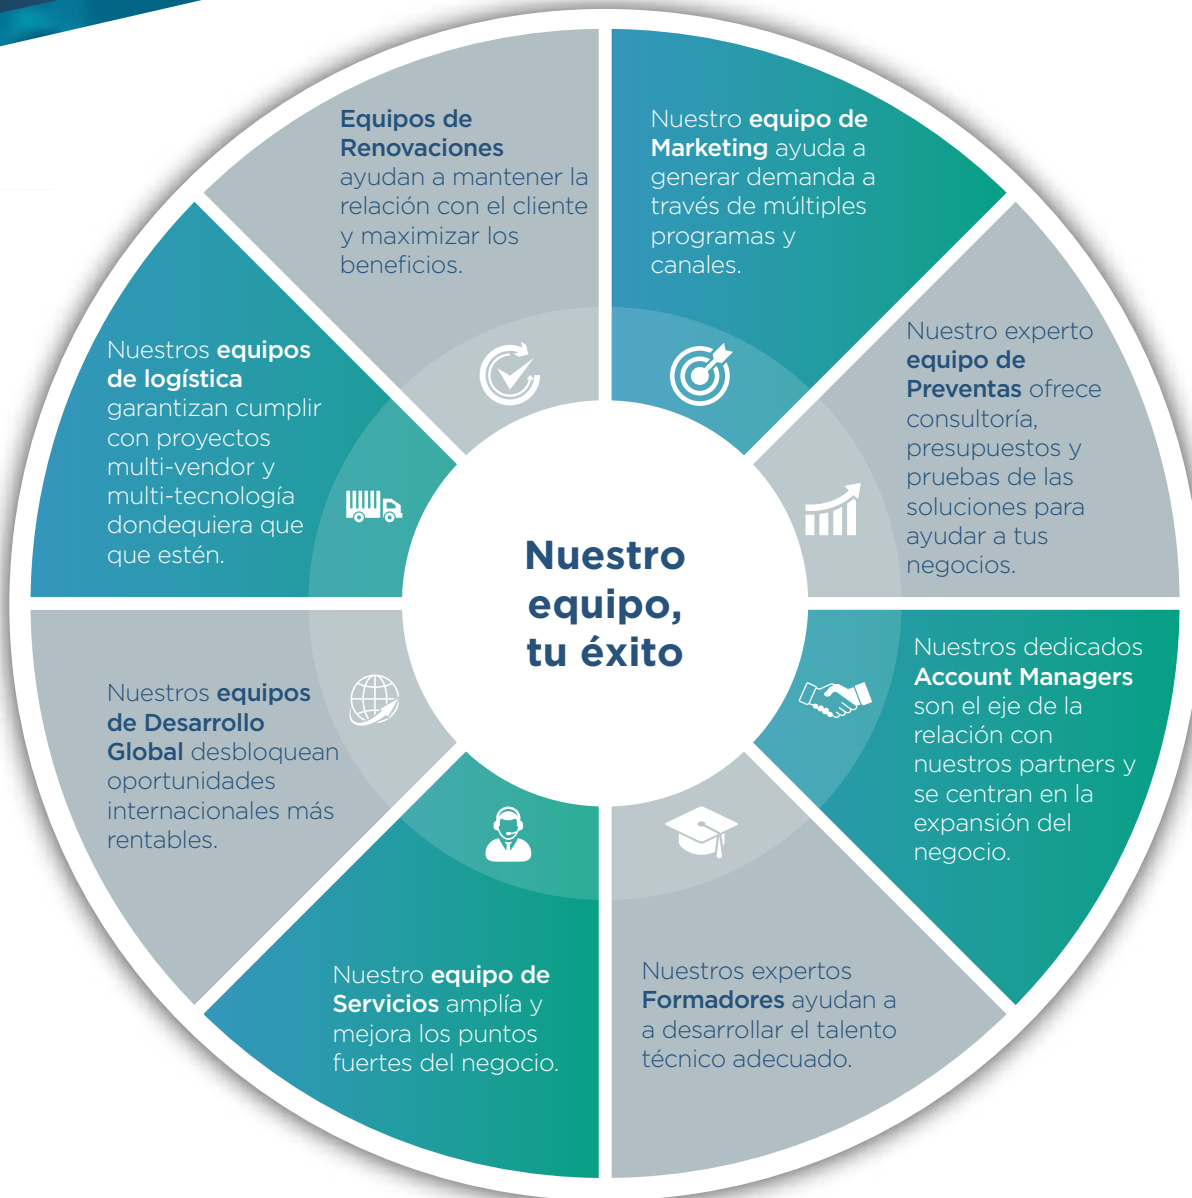 Equipos de
Renovaciones
ayudan a mantener la
relación con el cliente
y maximizar los
beneficios.
Nuestro equipo de
Marketing ayuda a
generar demanda a
través de múltiples
programas y
canales.
Nuestro experto
equipo de
Preventas ofrece
consultoría,
presupuestos y
pruebas de las
soluciones para
ayudar a tus
negocios.
Nuestros dedicados
Account Managers
son el eje de la
relación con
nuestros partners y
se centran en la
expansión del
negocio.
Nuestros expertos
Formadores ayudan a
a desarrollar el talento
técnico adecuado.
Nuestro equipo de
Servicios amplía y
mejora los puntos
fuertes del negocio.
Nuestros equipos
de Desarrollo
Global desbloquean
oportunidades
internacionales más
rentables.
Nuestros equipos
de logística
garantizan cumplir
con proyectos
multi-vendor y
multi-tecnología
dondequiera que
que estén.
Nuestro
equipo,
tu éxito